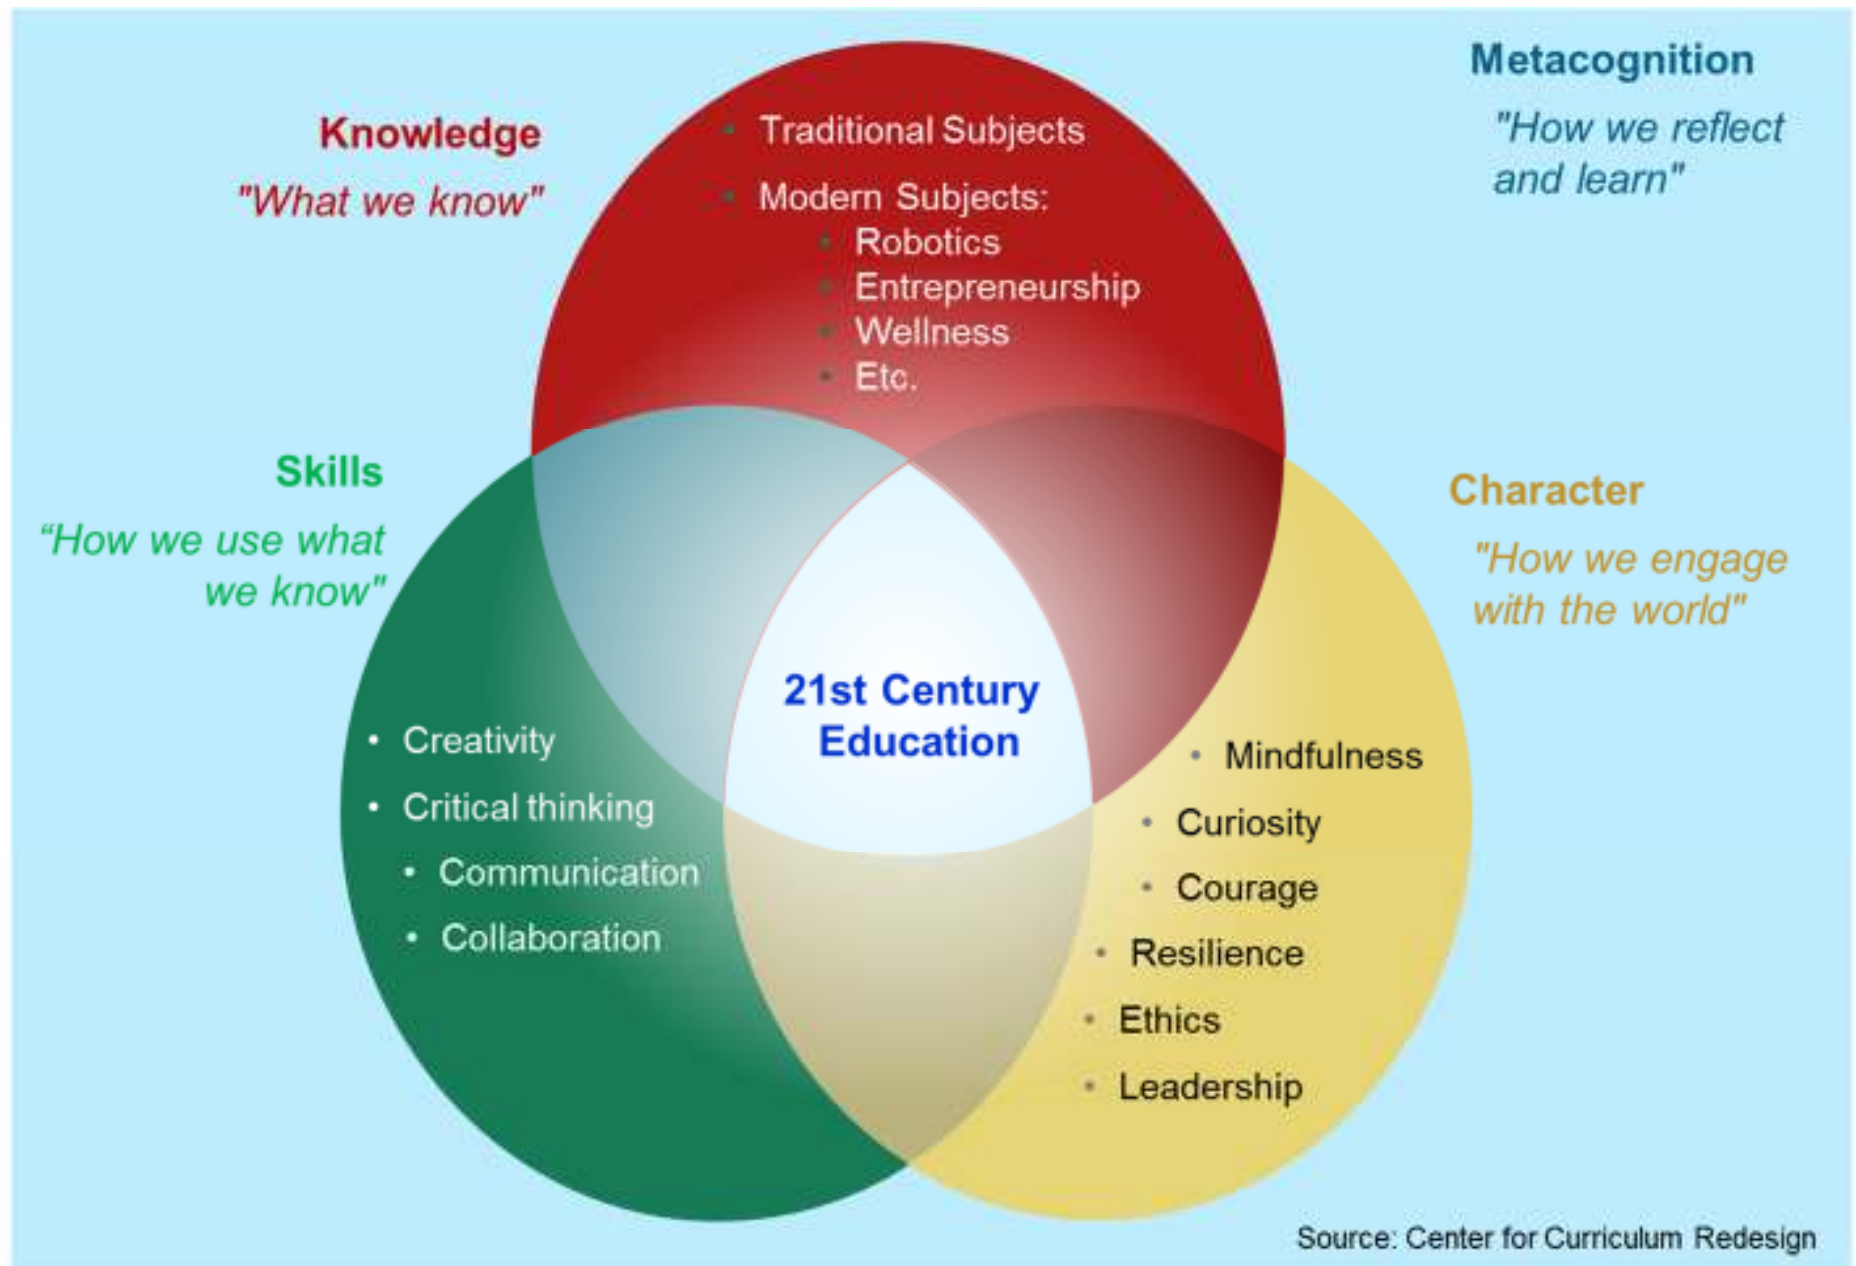 Metacognition
"How we reflect
and learn"
Knowledge
"What we know"
• Traditional Subjects
• Modern Subjects:
• Robotics
• Entrepreneurship
• Wellness
• Etc.
Skills
“How we use what
we know"
Character
"How we engage
with the world"
21st Century
Education
• Creativity
• Critical thinking
• Communication
• Collaboration
• Mindfulness
• Curiosity
• Courage
• Resilience
• Ethics
• Leadership
Source: Center for Curriculum Redesign